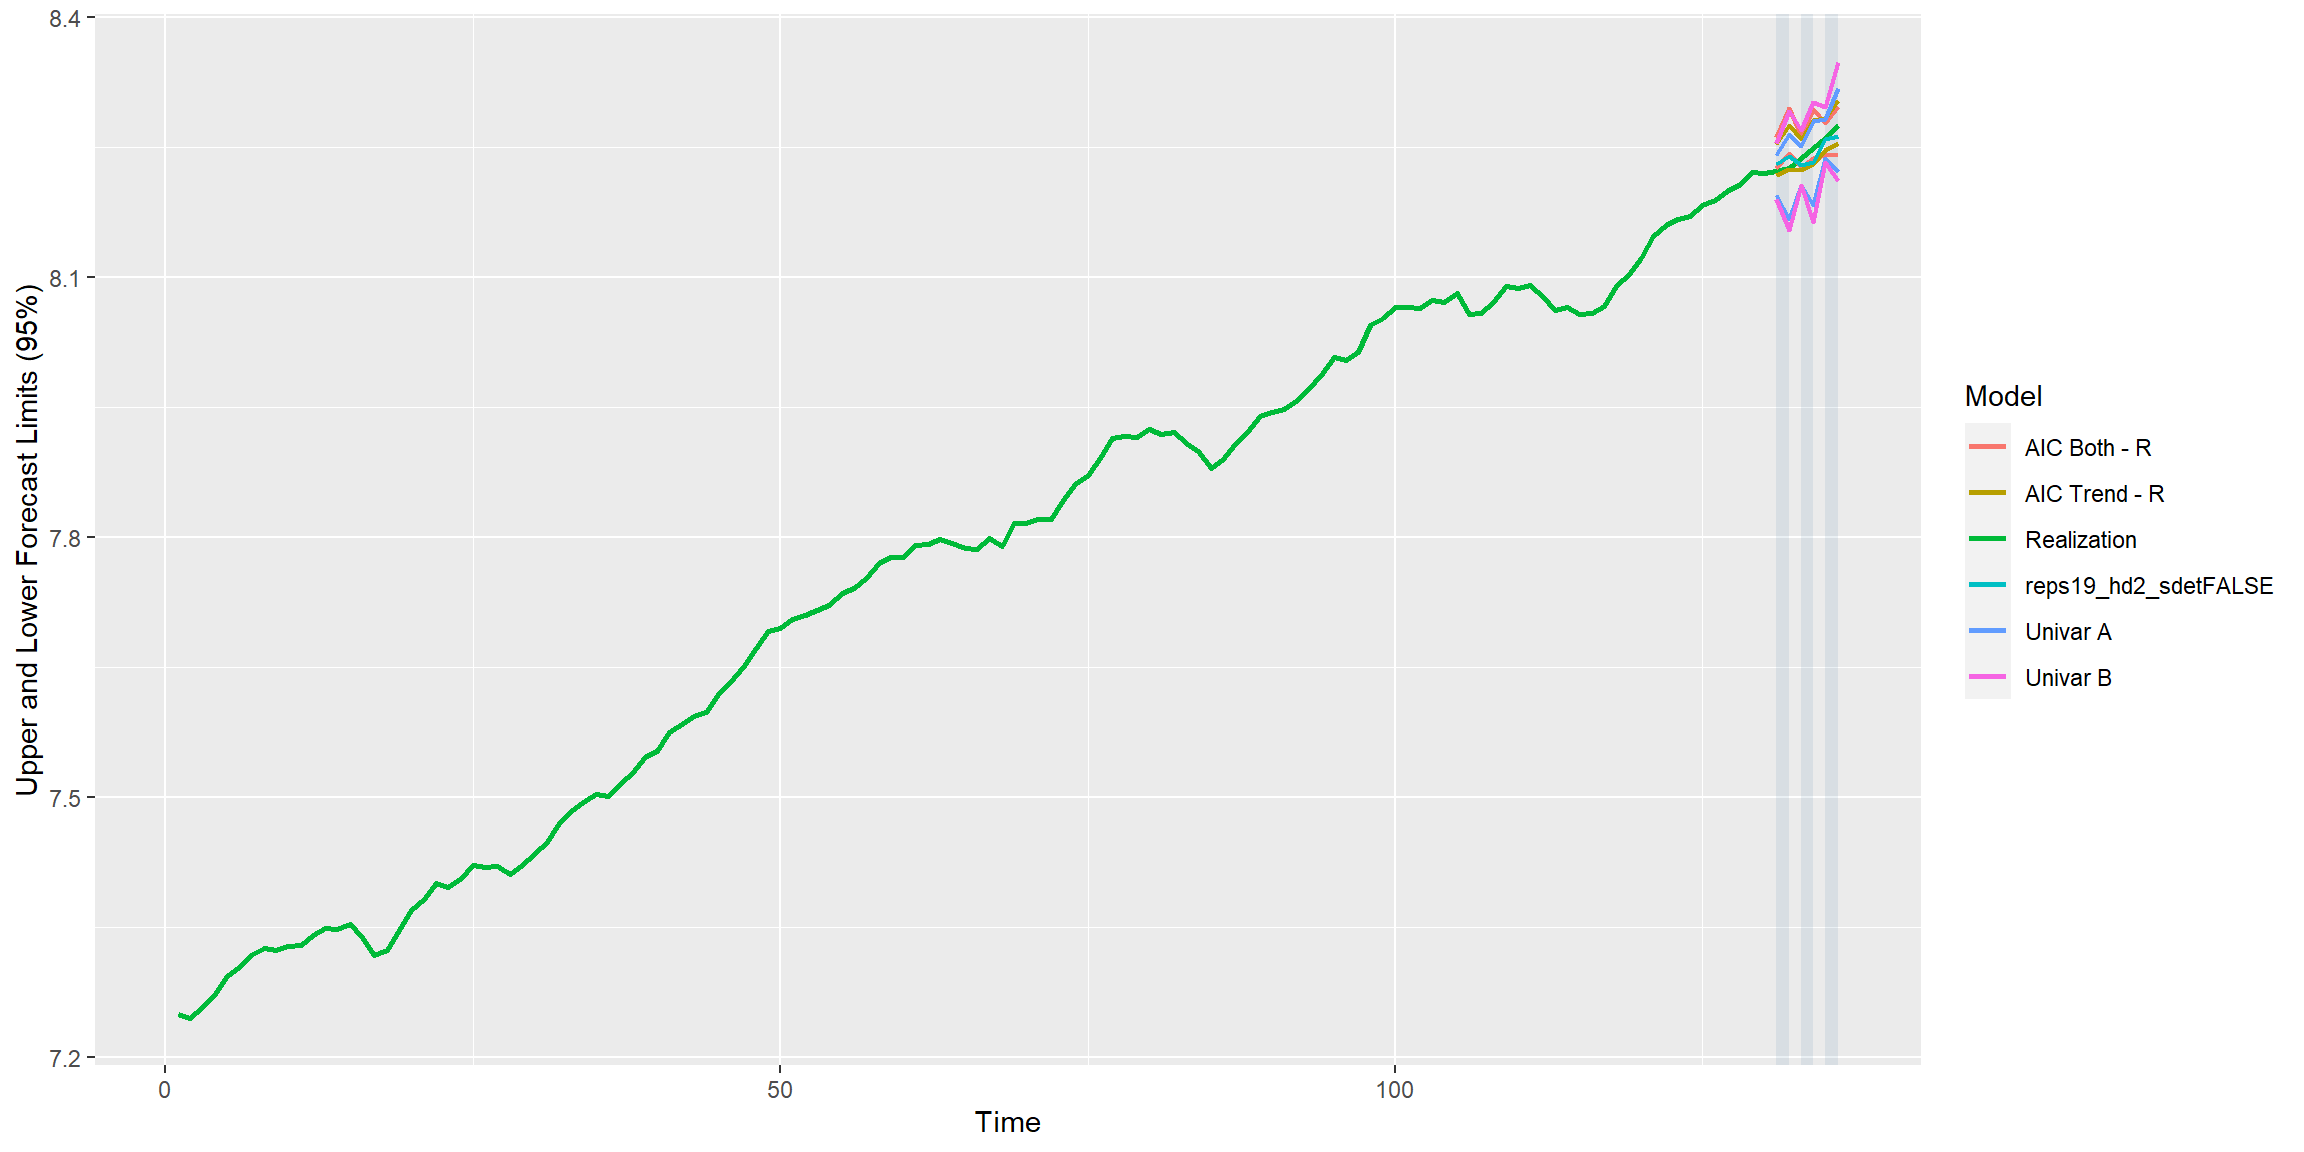 8.4
8.1
7.8
7.5
7.2
Upper and Lower Forecast Limits (95%)
0
50
100
Time
Model
AIC Both - R
AIC Trend - R
Realization
reps19_hd2_sdetFALSE
Univar A
Univar B